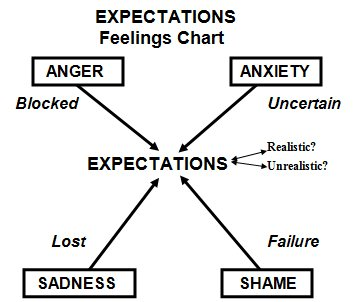 EXPECTATIONS
Feelings Chart
ANGER
ANXIETY
Blocked
Uncertain
EXPECTATIONS
Realistic?
Unrealistic?
Lost
Failure
SADNESS
SHAME